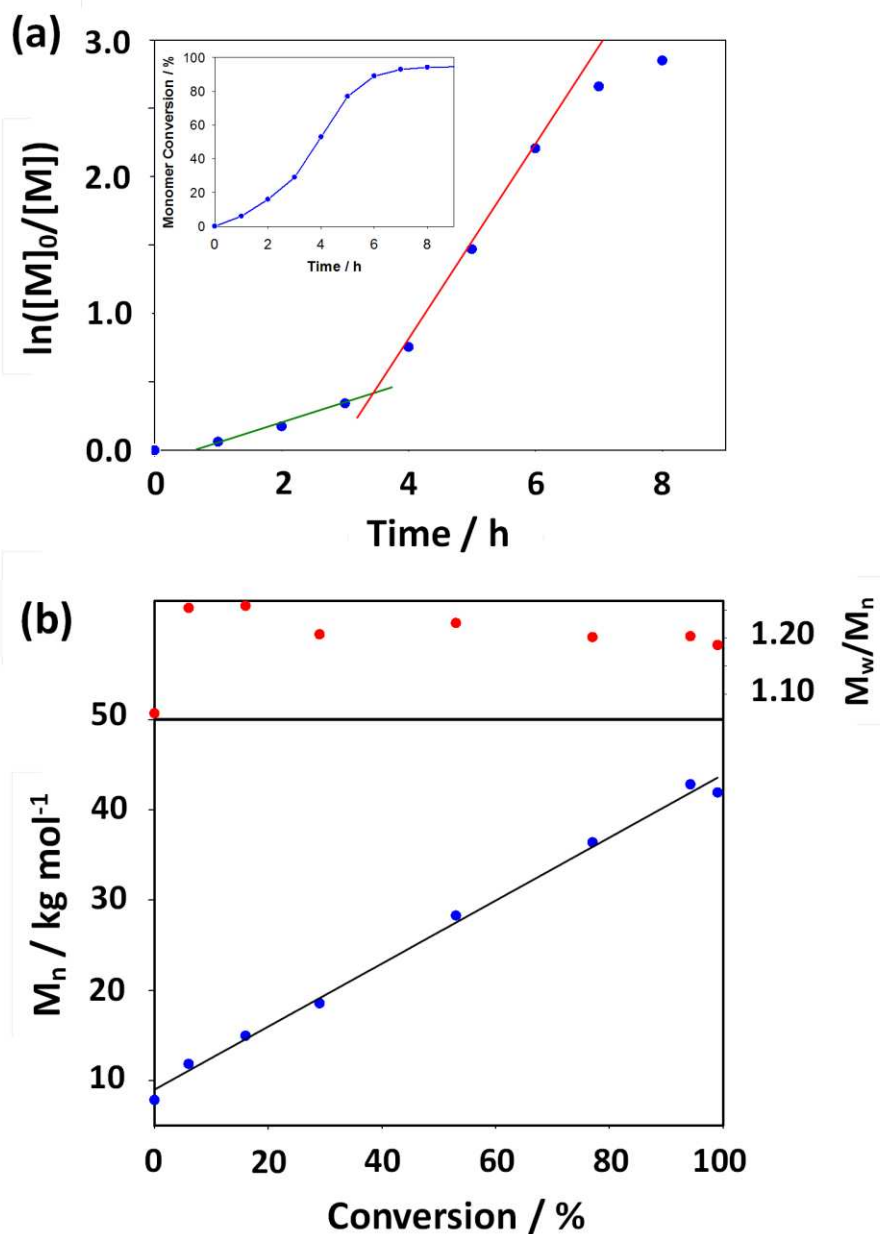 (a)
3.0
2.0
1.0
0.0
ln([M]₀/[M])
0 2 4 6 8
Time / h
100
80
60
40
20
0
Monomer Conversion / %
0 2 4 6 8
Time / h
(b)
1.20
1.10
Mw/Mn
50
40
30
20
10
Mn / kg mol⁻¹
0 20 40 60 80 100
Conversion / %